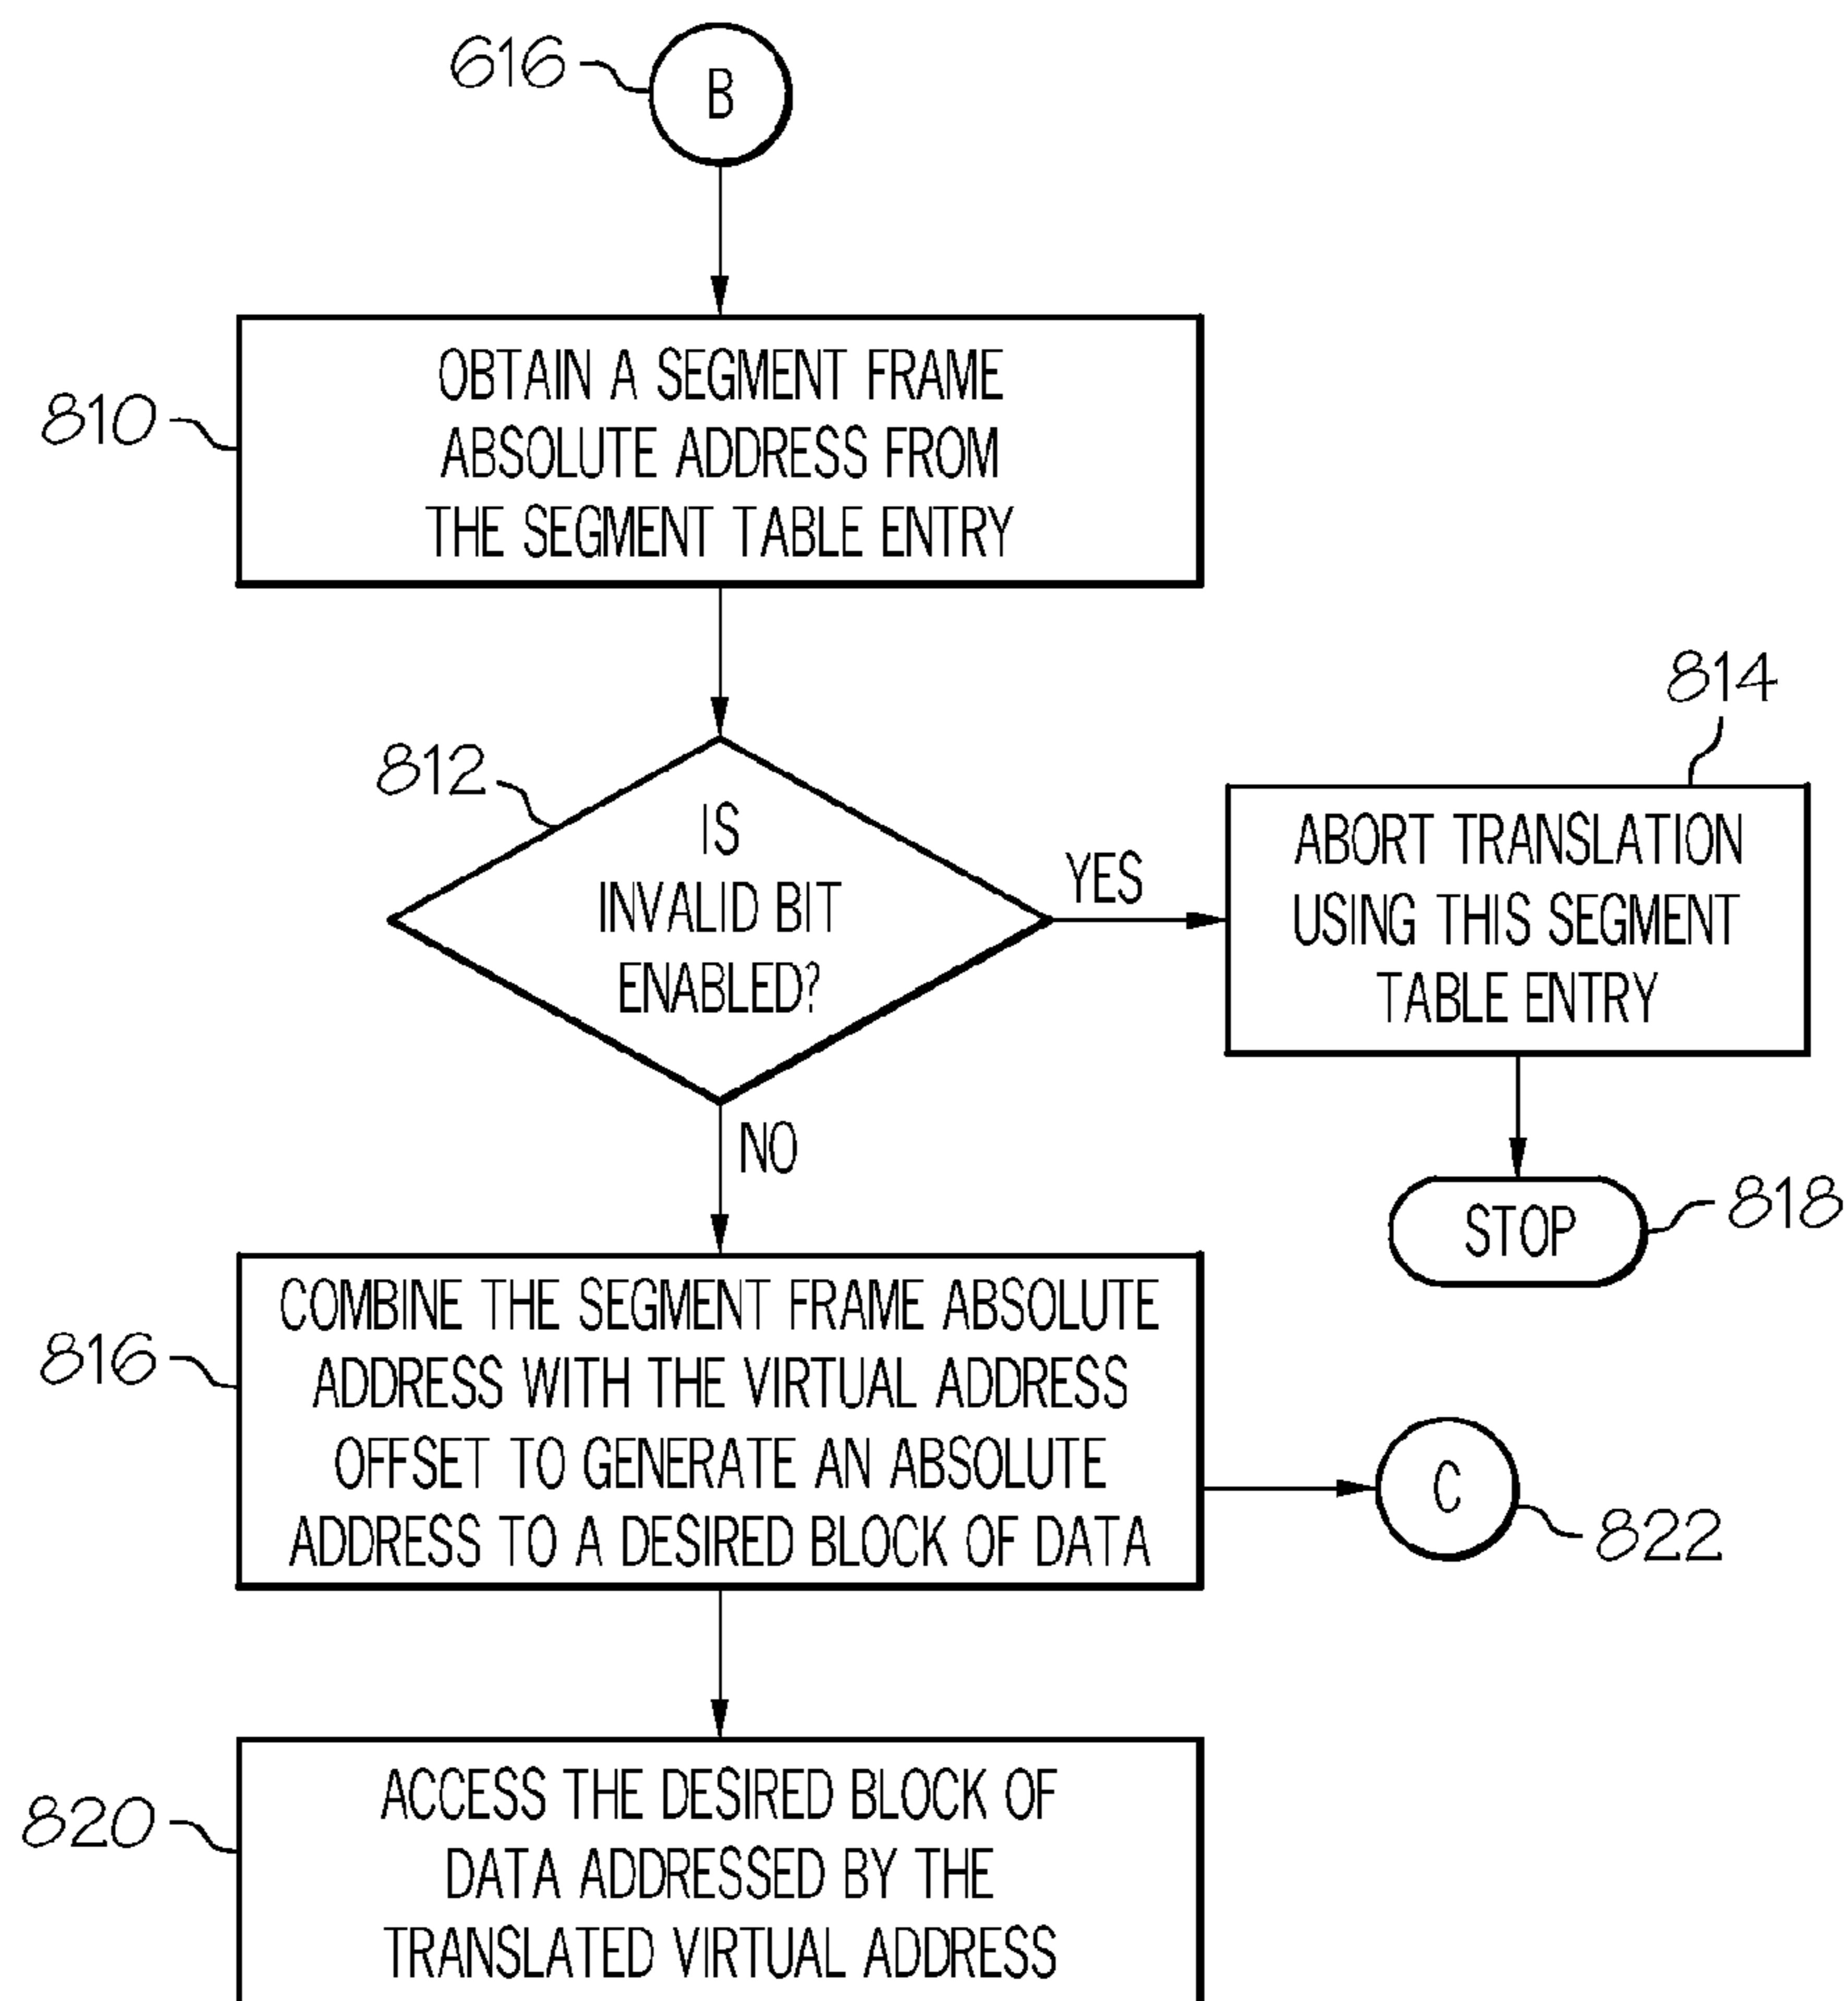 616
B
810
OBTAIN A SEGMENT FRAME
ABSOLUTE ADDRESS FROM
THE SEGMENT TABLE ENTRY
812
IS
INVALID BIT
ENABLED?
YES
814
ABORT TRANSLATION
USING THIS SEGMENT
TABLE ENTRY
STOP
818
NO
816
COMBINE THE SEGMENT FRAME ABSOLUTE
ADDRESS WITH THE VIRTUAL ADDRESS
OFFSET TO GENERATE AN ABSOLUTE
ADDRESS TO A DESIRED BLOCK OF DATA
C
822
820
ACCESS THE DESIRED BLOCK OF
DATA ADDRESSED BY THE
TRANSLATED VIRTUAL ADDRESS